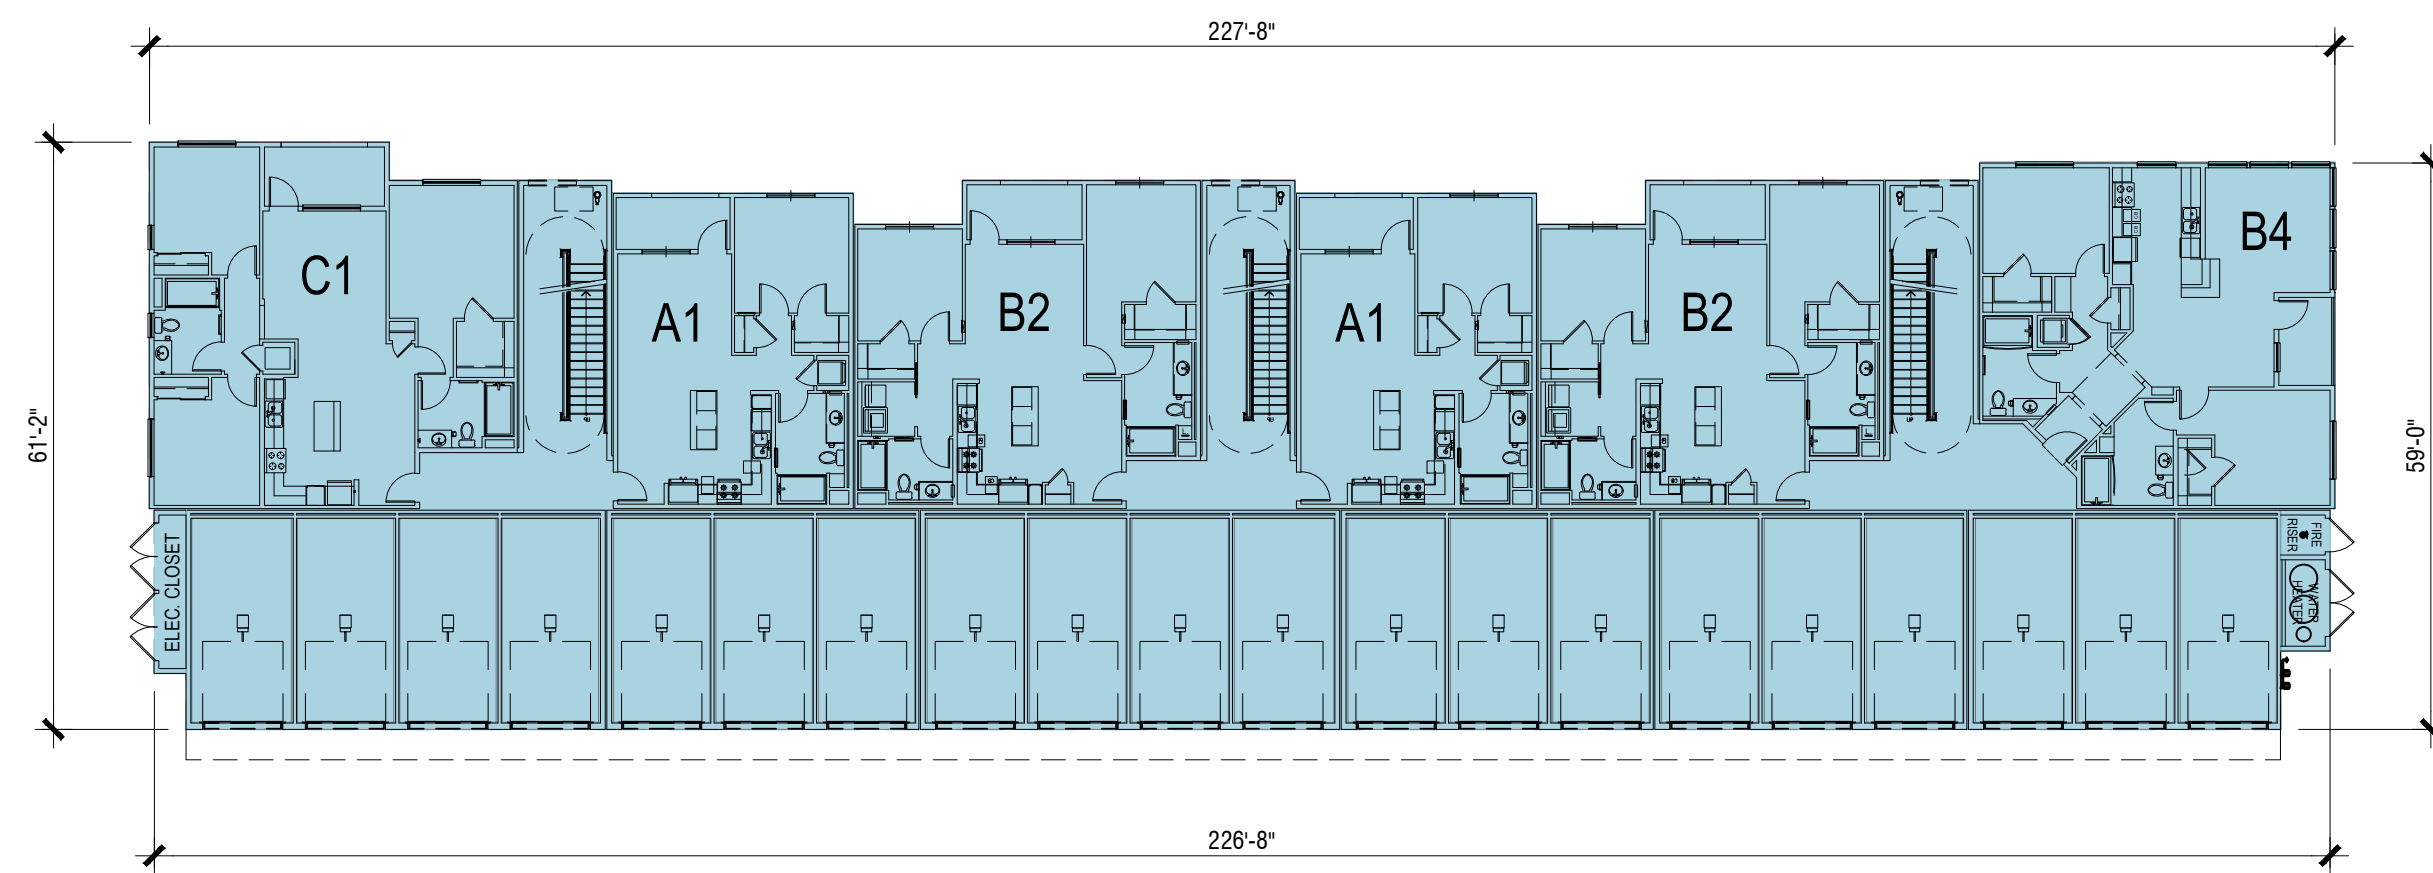 227'-8"
C1
A1
B2
A1
B2
B4
61'-2"
59'-0"
ELEC. CLOSET
FIRE
RISER
WATER
HEATER
226'-8"